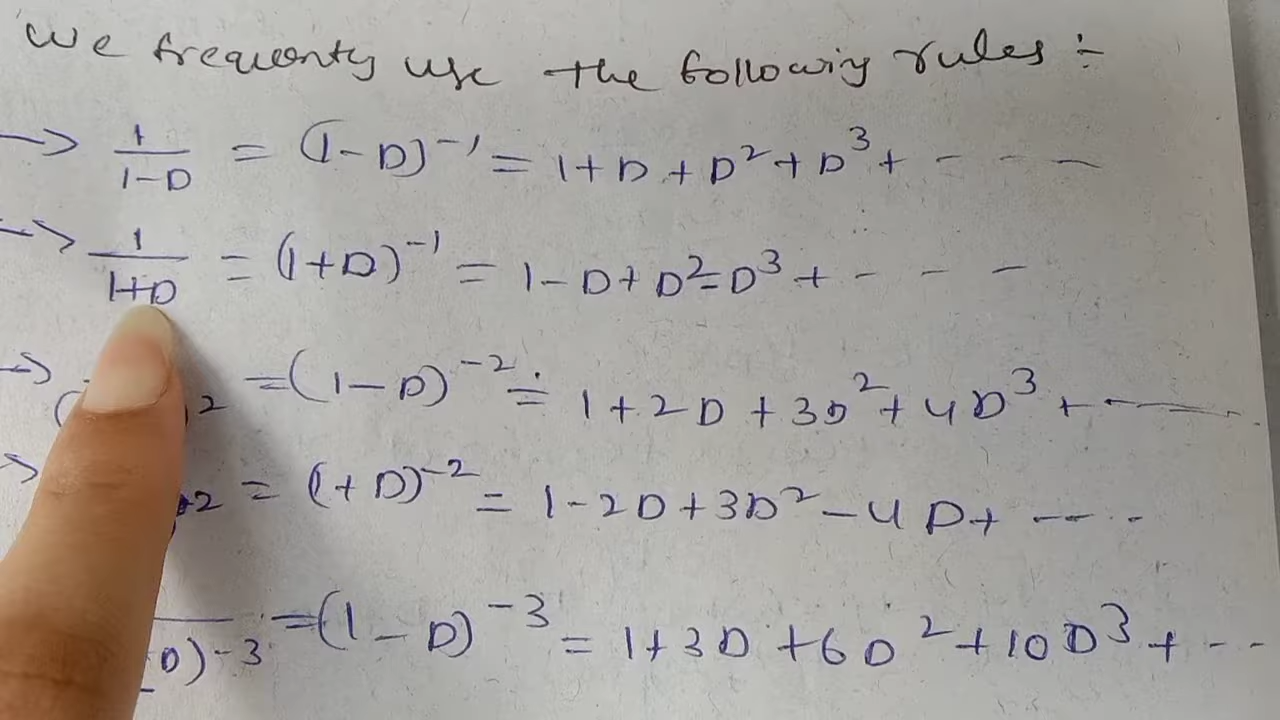 We frequenty use the following rules :-
→ 1/1-D = (1-D)^-1 = 1+D+D^2+D^3+ - - -
→ 1/1+D = (1+D)^-1 = 1-D+D^2-D^3+ - - -
→ ( 2 = (1-D)^-2 = 1+2D+3D^2+4D^3+ - - -
→ 2 = (1+D)^-2 = 1-2D+3D^2-4D+ - - -
D)^-3 = (1-D)^-3 = 1+3D+6D^2+10D^3+ - -